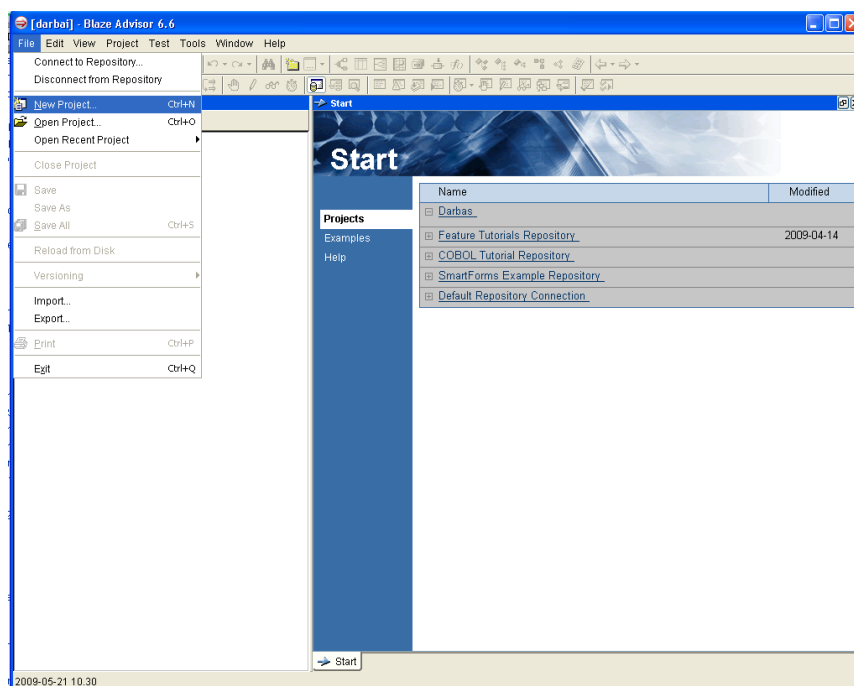 [darbai] - Blaze Advisor 6.6
File Edit View Project Test Tools Window Help
Connect to Repository...
Disconnect from Repository
New Project... Ctrl+N
Open Project... Ctrl+O
Open Recent Project
Close Project
Save
Save As
Save All Ctrl+S
Reload from Disk
Versioning
Import...
Export...
Print Ctrl+P
Exit Ctrl+Q
Start
Start
Projects
Examples
Help
Name Modified
Darbas
Feature Tutorials Repository 2009-04-14
COBOL Tutorial Repository
SmartForms Example Repository
Default Repository Connection
Start
2009-05-21 10.30